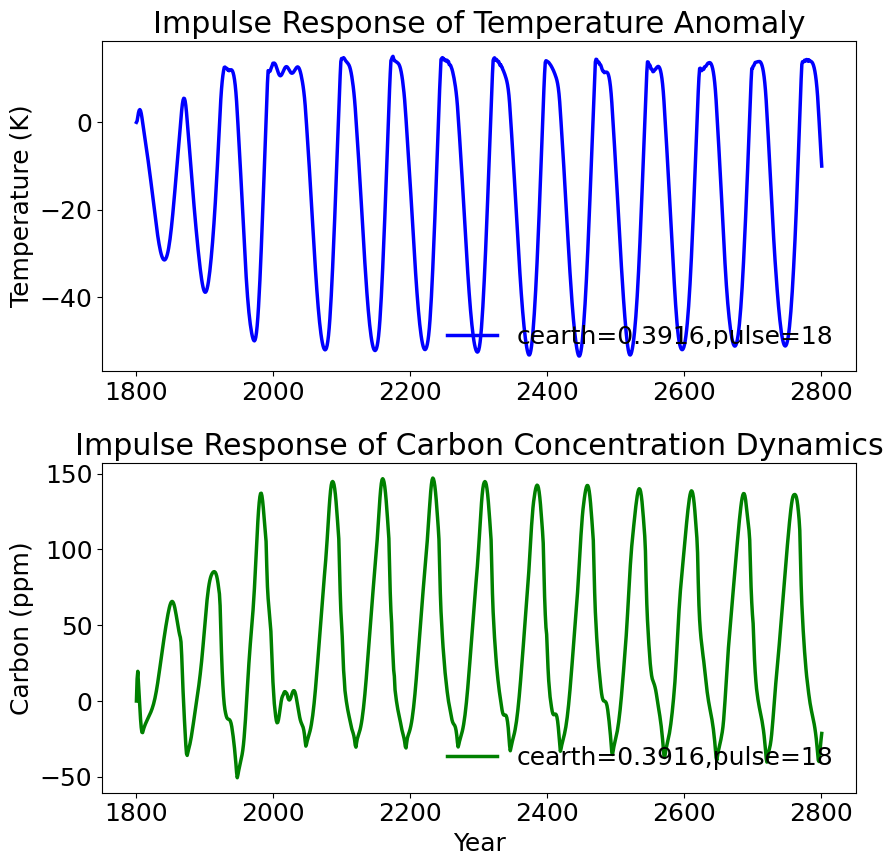 Impulse Response of Temperature Anomaly
Temperature (K)
0
−20
−40
cearth=0.3916,pulse=18
1800 2000 2200 2400 2600 2800
Impulse Response of Carbon Concentration Dynamics
Carbon (ppm)
150
100
50
0
−50
cearth=0.3916,pulse=18
1800 2000 2200 2400 2600 2800
Year